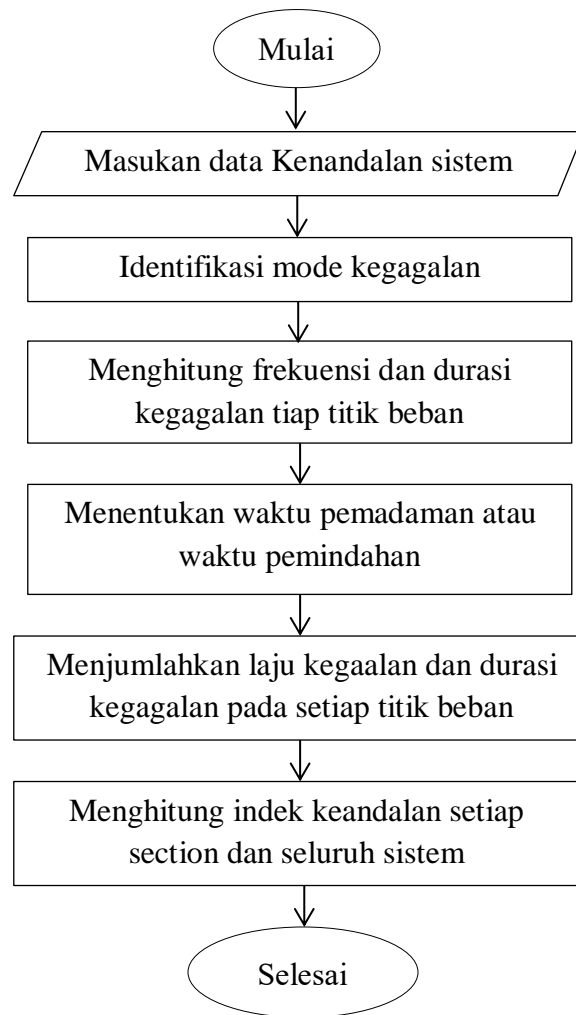 Mulai
Masukan data Kenandalan sistem
Identifikasi mode kegagalan
Menghitung frekuensi dan durasi
kegagalan tiap titik beban
Menentukan waktu pemadaman atau
waktu pemindahan
Menjumlahkan laju kegaalan dan durasi
kegagalan pada setiap titik beban
Menghitung indek keandalan setiap
section dan seluruh sistem
Selesai